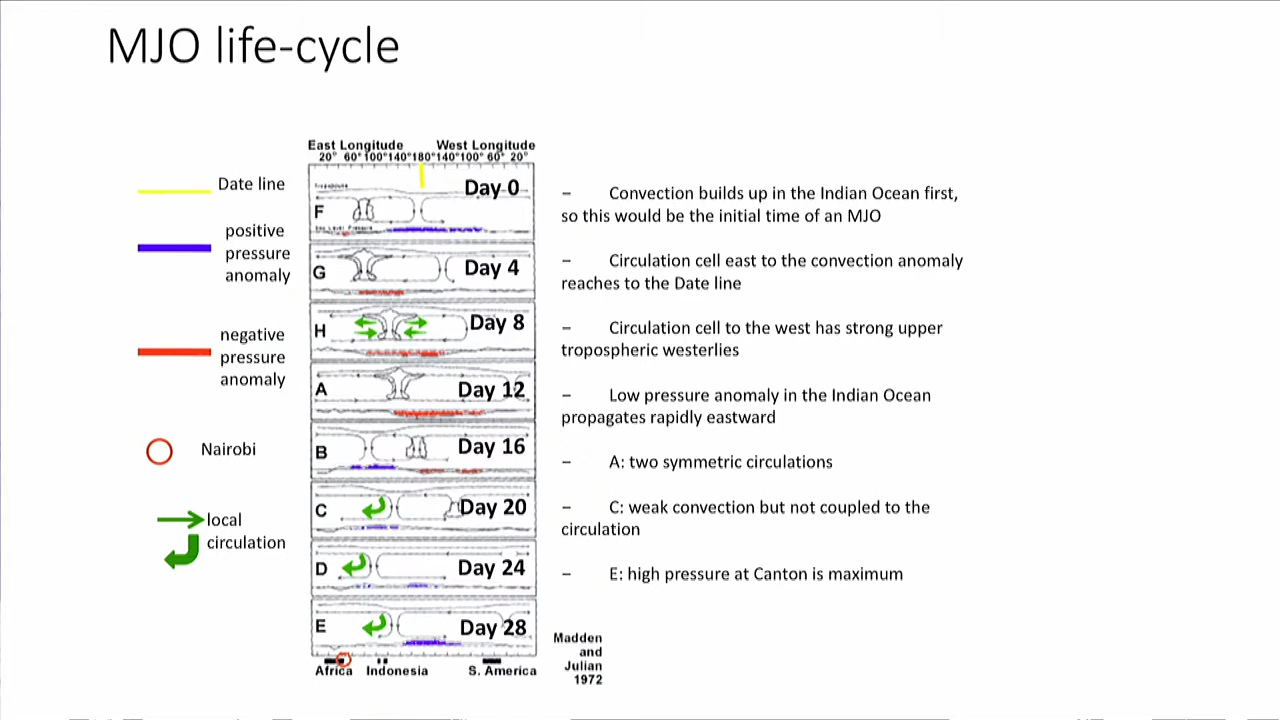 MJO life-cycle
East Longitude West Longitude
20° 60°100°140°180°140°100° 60° 20°
Date line
positive
pressure
anomaly
negative
pressure
anomaly
Nairobi
local
circulation
Tropopause
Day 0
F
Sea Level Pressure
G
Day 4
H
Day 8
A
Day 12
B
Day 16
C
Day 20
D
Day 24
E
Day 28
Africa Indonesia S. America
– Convection builds up the Indian Ocean first,
so this would be the initial time of an MJO
– Circulation cell east to the convection anomaly
reaches to the Date line
– Circulation cell to the west has strong upper
tropospheric westerlies
– Low pressure anomaly in the Indian Ocean
propagates rapidly eastward
– A: two symmetric circulations
– C: weak convection but not coupled to the
circulation
– E: high pressure at Canton is maximum
Madden
and
Julian
1972